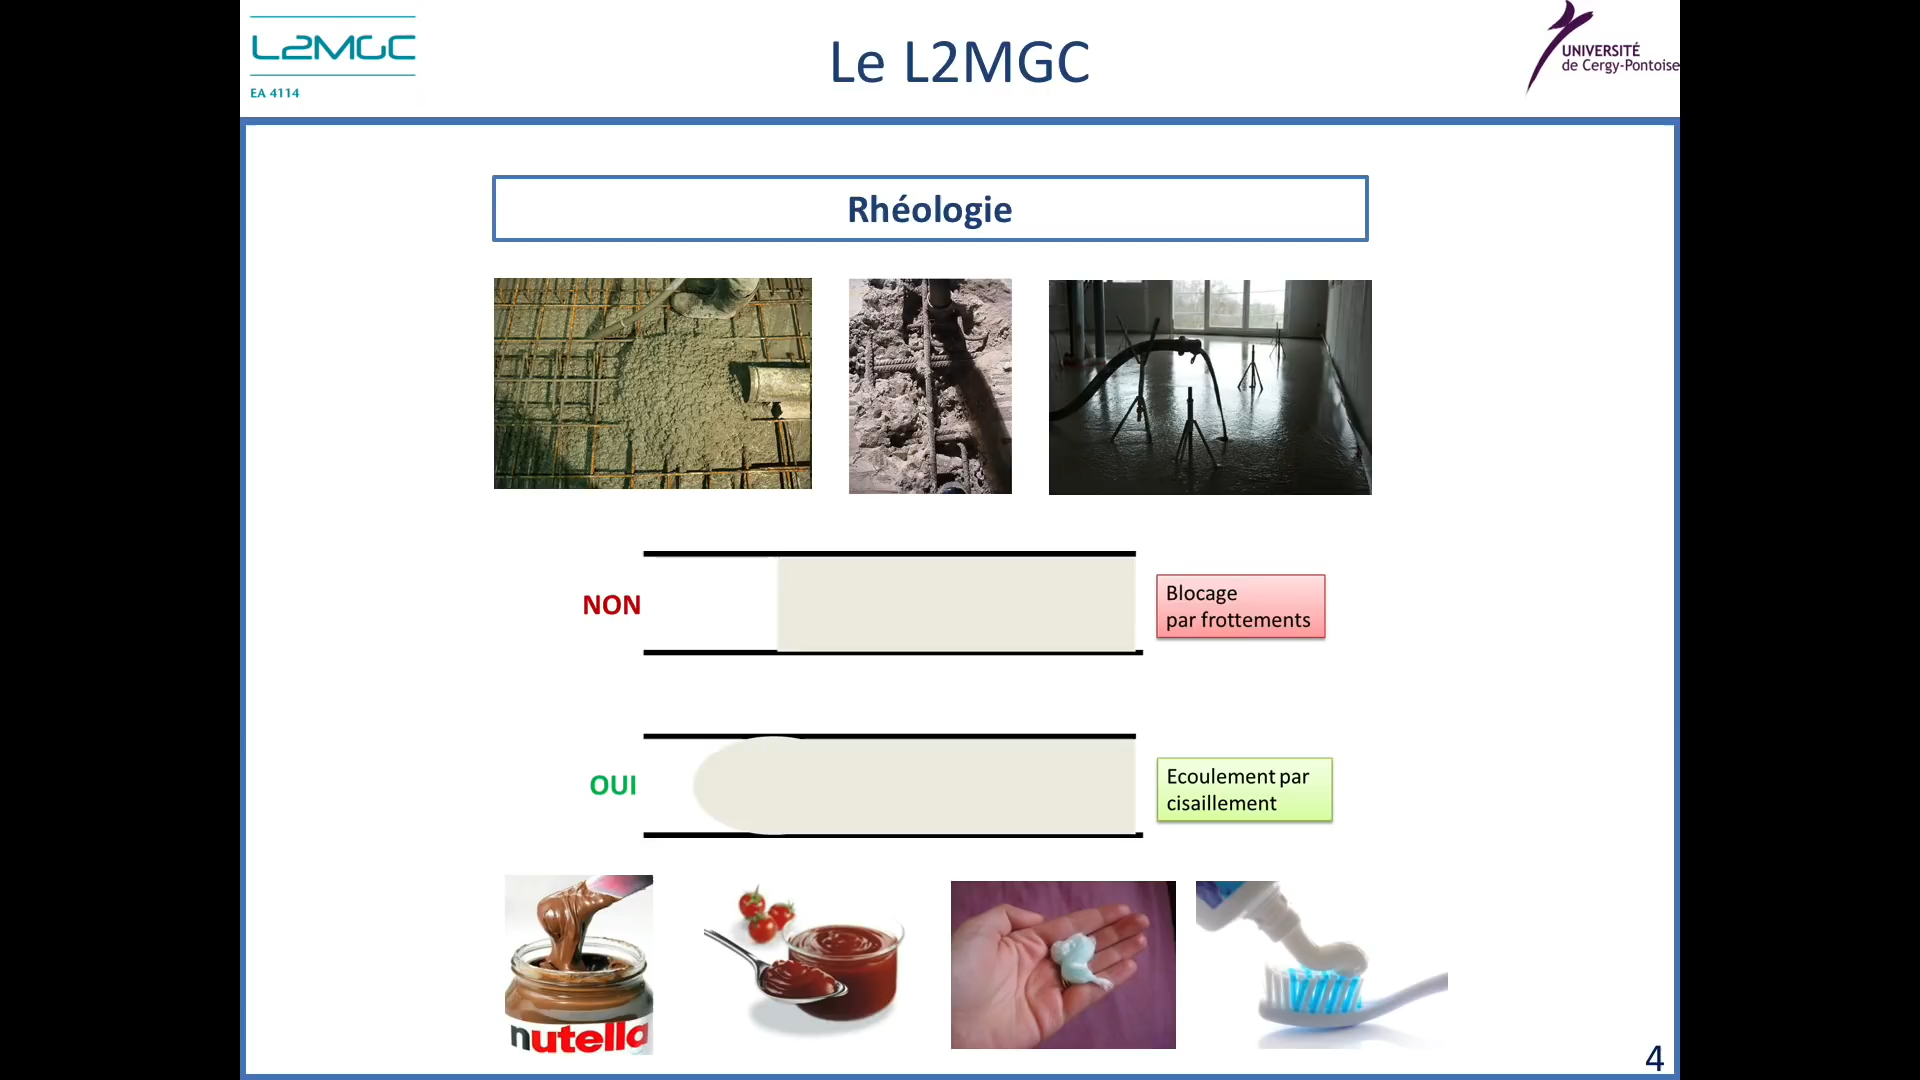 L2MGC
EA 4114
Le L2MGC
UNIVERSITÉ
de Cergy-Pontoise
Rhéologie
NON
Blocage
par frottements
OUI
Ecoulement par
cisaillement
nutella
4